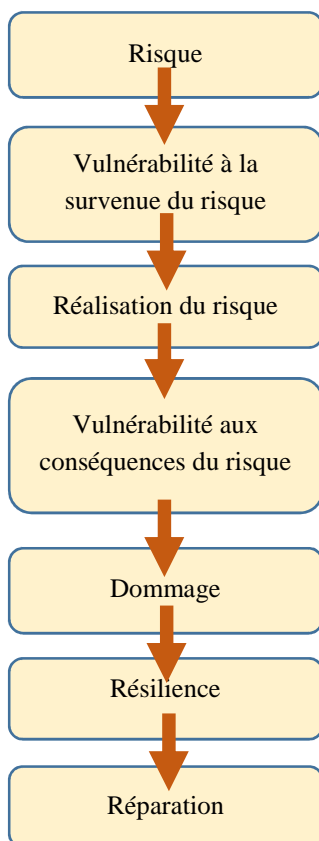 Risque
Vulnérabilité à la
survenue du risque
Réalisation du risque
Vulnérabilité aux
conséquences du risque
Dommage
Résilience
Réparation